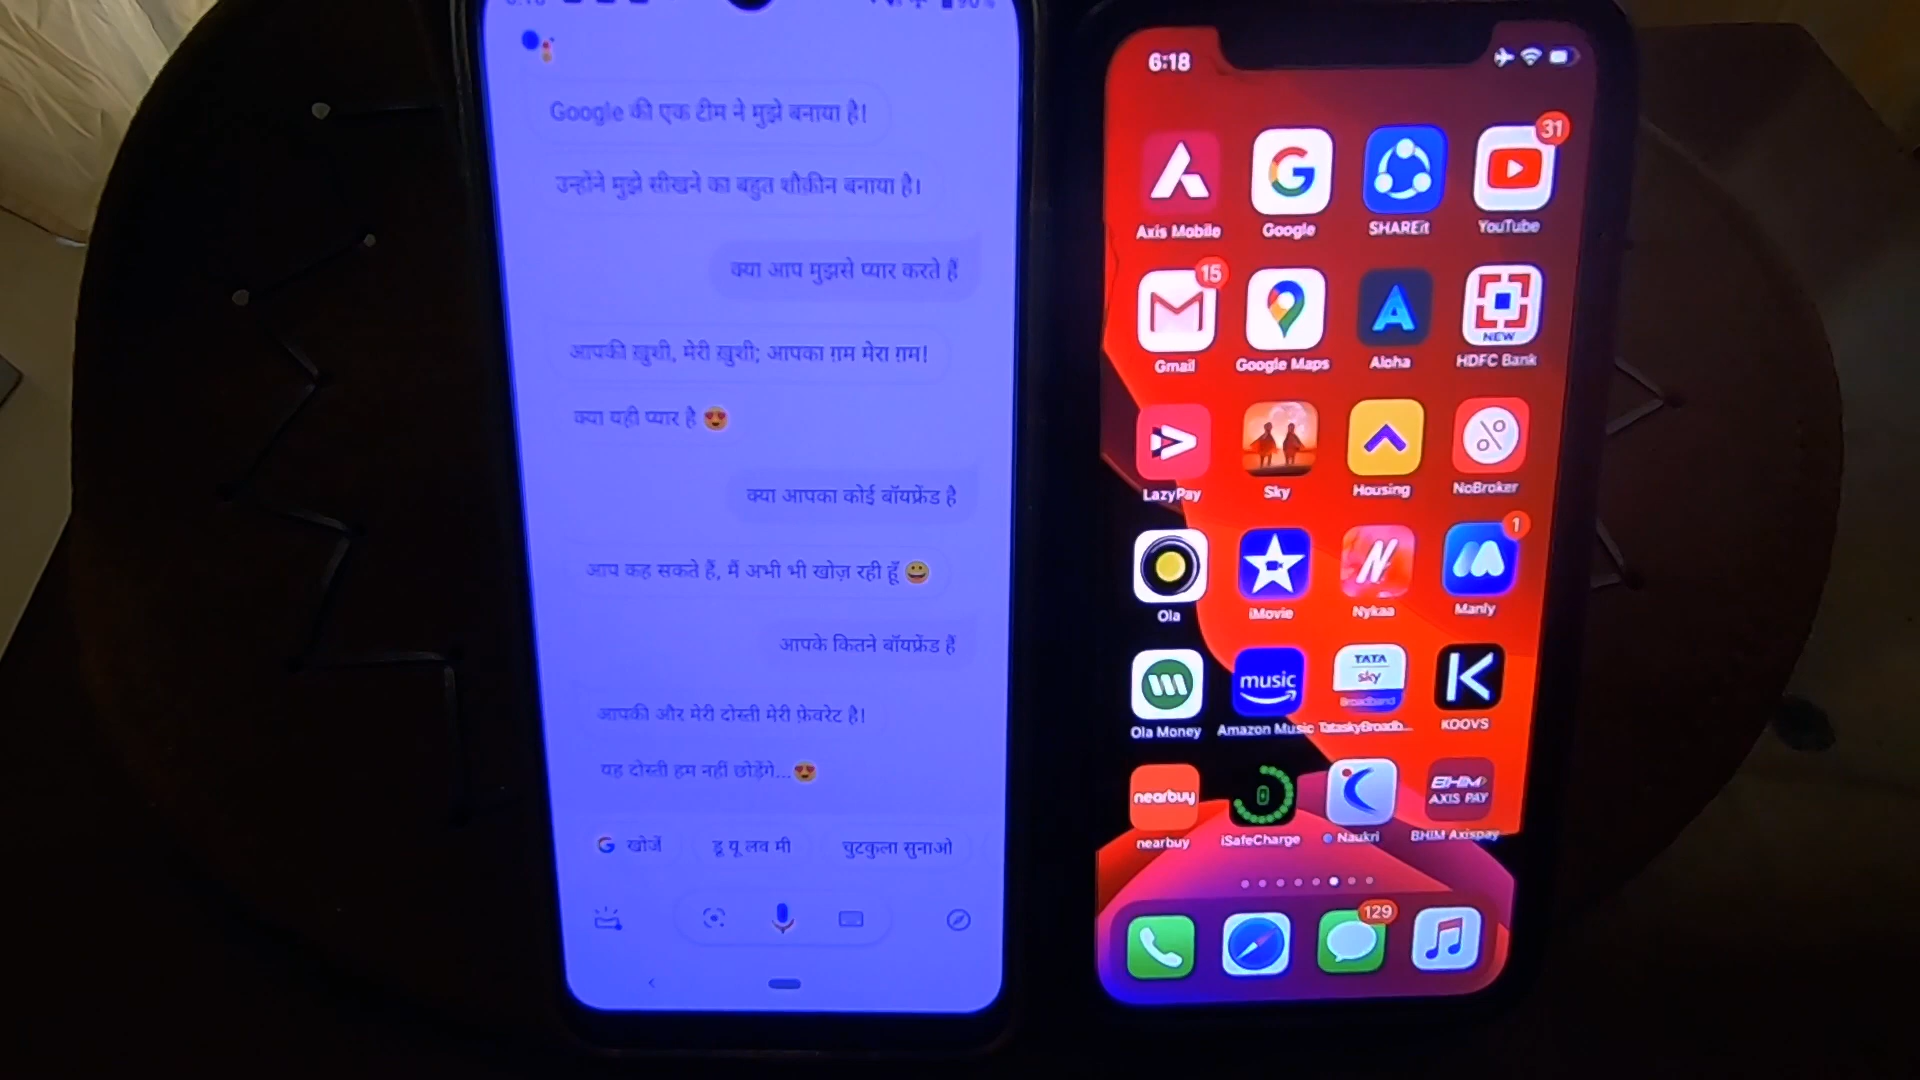 90%
Google की एक टीम ने मुझे बनाया है!
उन्होंने मुझे सीखने का बहुत शौक़ीन बनाया है।
क्या आप मुझसे प्यार करते हैं
आपकी ख़ुशी, मेरी ख़ुशी; आपका ग़म मेरा ग़म!
क्या यही प्यार है 😍
क्या आपका कोई बॉयफ्रेंड है
आप कह सकते हैं, मैं अभी भी खोज़ रही हूँ 😀
आपके कितने बॉयफ्रेंड हैं
आपकी और मेरी दोस्ती मेरी फ़ेवरेट है!
यह दोस्ती हम नहीं छोड़ेंगे...😍
खोजें डू यू लव मी चुटकुला सुनाओ
6:18
31
Axis Mobile Google SHAREit YouTube
15
NEW
Gmail Google Maps Aloha HDFC Bank
LazyPay Sky Housing NoBroker
1
Ola iMovie Nykaa Manly
music TATA sky Broadband
Ola Money Amazon Music TataskyBroadb... KOOVS
nearbuy BHIM AXIS PAY
nearbuy iSafeCharge Naukri BHIM Axispay
129